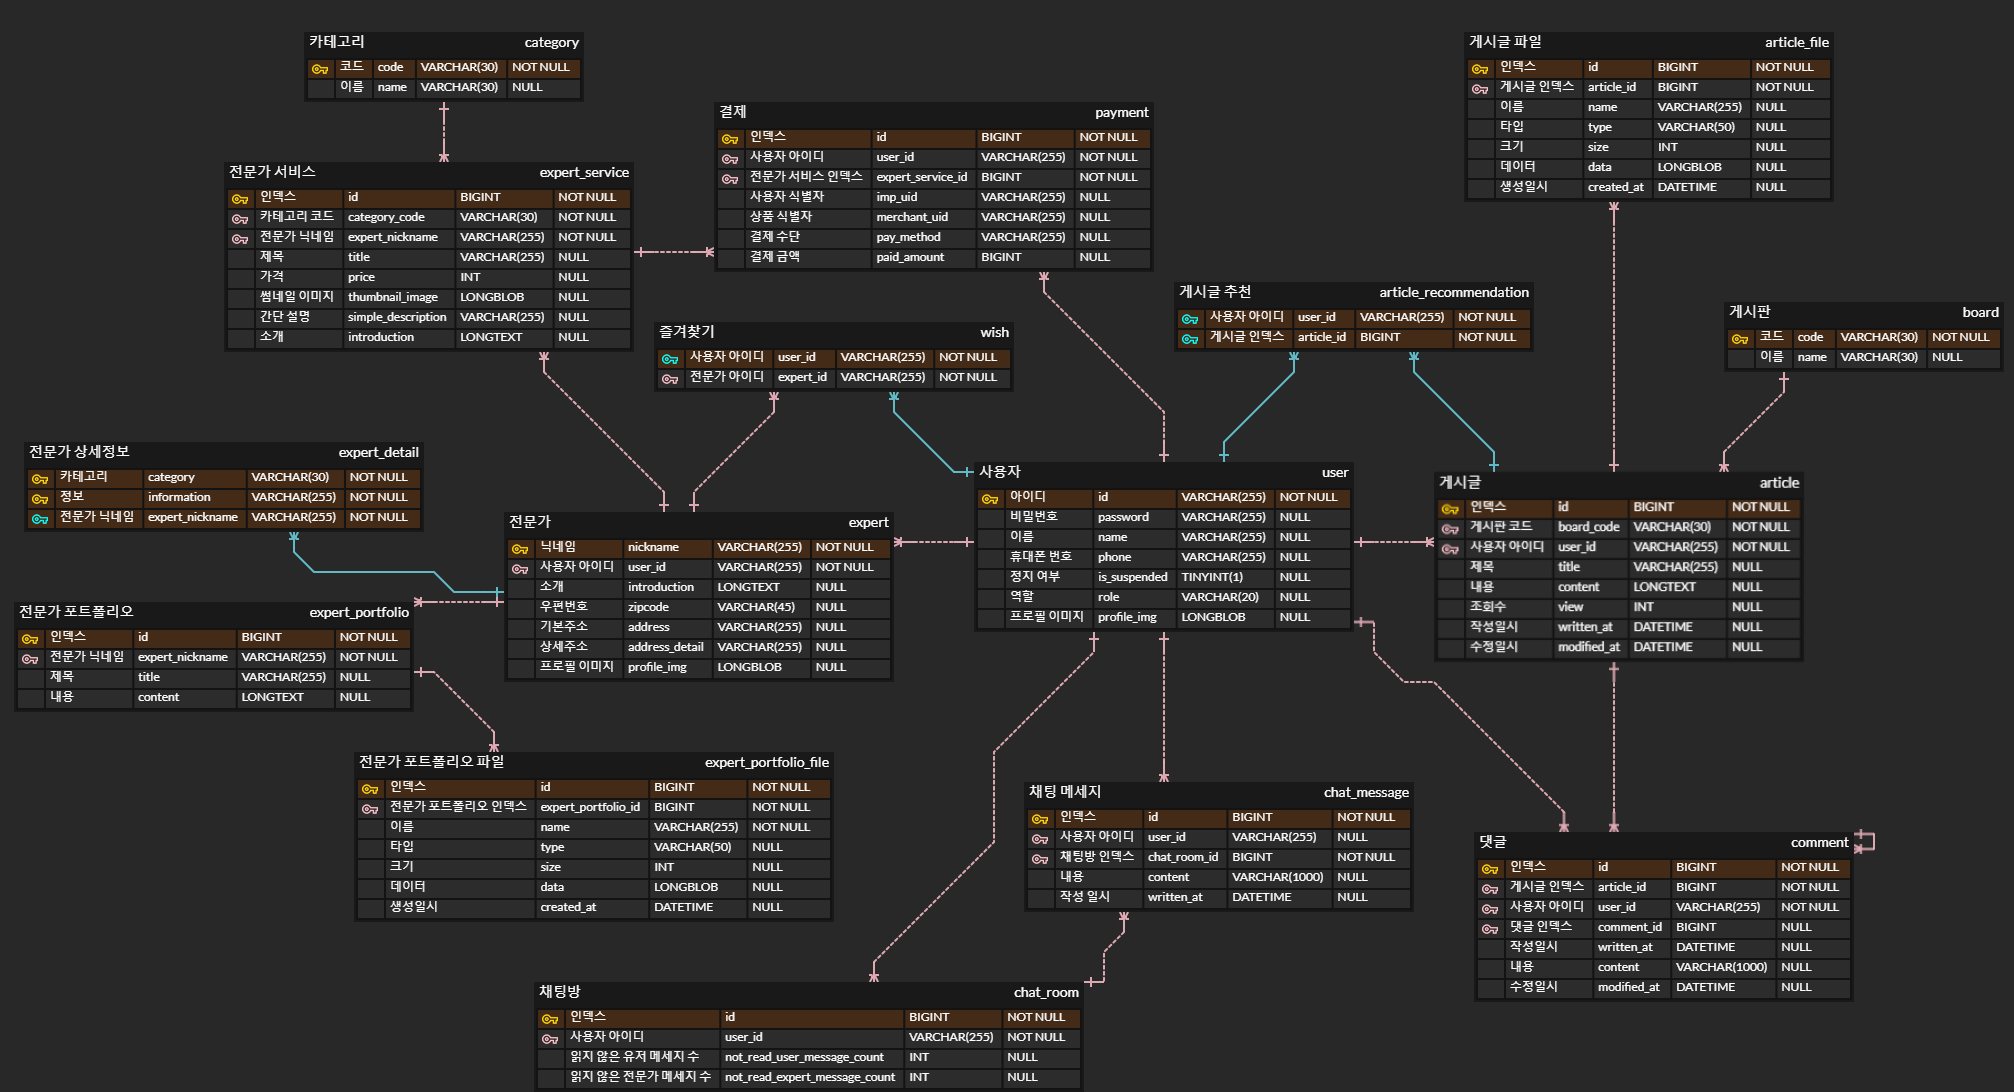 카테고리 category
코드 code VARCHAR(30) NOT NULL
이름 name VARCHAR(30) NULL
게시글 파일 article_file
인덱스 id BIGINT NOT NULL
게시글 인덱스 article_id BIGINT NOT NULL
이름 name VARCHAR(255) NULL
타입 type VARCHAR(50) NULL
크기 size INT NULL
데이터 data LONGBLOB NULL
생성일시 created_at DATETIME NULL
결제 payment
인덱스 id BIGINT NOT NULL
사용자 아이디 user_id VARCHAR(255) NOT NULL
전문가 서비스 인덱스 expert_service_id BIGINT NOT NULL
사용자 식별자 imp_uid VARCHAR(255) NULL
상품 식별자 merchant_uid VARCHAR(255) NULL
결제 수단 pay_method VARCHAR(255) NULL
결제 금액 paid_amount BIGINT NULL
전문가 서비스 expert_service
인덱스 id BIGINT NOT NULL
카테고리 코드 category_code VARCHAR(30) NOT NULL
전문가 닉네임 expert_nickname VARCHAR(255) NOT NULL
제목 title VARCHAR(255) NULL
가격 price INT NULL
썸네일 이미지 thumbnail_image LONGBLOB NULL
간단 설명 simple_description VARCHAR(255) NULL
소개 introduction LONGTEXT NULL
게시글 추천 article_recommendation
사용자 아이디 user_id VARCHAR(255) NOT NULL
게시글 인덱스 article_id BIGINT NOT NULL
게시판 board
코드 code VARCHAR(30) NOT NULL
이름 name VARCHAR(30) NULL
즐겨찾기 wish
사용자 아이디 user_id VARCHAR(255) NOT NULL
전문가 아이디 expert_id VARCHAR(255) NOT NULL
전문가 상세정보 expert_detail
카테고리 category VARCHAR(30) NOT NULL
정보 information VARCHAR(255) NOT NULL
전문가 닉네임 expert_nickname VARCHAR(255) NOT NULL
사용자 user
아이디 id VARCHAR(255) NOT NULL
비밀번호 password VARCHAR(255) NULL
이름 name VARCHAR(255) NULL
휴대폰 번호 phone VARCHAR(255) NULL
정지 여부 is_suspended TINYINT(1) NULL
역할 role VARCHAR(20) NULL
프로필 이미지 profile_img LONGBLOB NULL
게시글 article
인덱스 id BIGINT NOT NULL
게시판 코드 board_code VARCHAR(30) NOT NULL
사용자 아이디 user_id VARCHAR(255) NOT NULL
제목 title VARCHAR(255) NULL
내용 content LONGTEXT NULL
조회수 view INT NULL
작성일시 written_at DATETIME NULL
수정일시 modified_at DATETIME NULL
전문가 expert
닉네임 nickname VARCHAR(255) NOT NULL
사용자 아이디 user_id VARCHAR(255) NOT NULL
소개 introduction LONGTEXT NULL
우편번호 zipcode VARCHAR(45) NULL
기본주소 address VARCHAR(255) NULL
상세주소 address_detail VARCHAR(255) NULL
프로필 이미지 profile_img LONGBLOB NULL
전문가 포트폴리오 expert_portfolio
인덱스 id BIGINT NOT NULL
전문가 닉네임 expert_nickname VARCHAR(255) NOT NULL
제목 title VARCHAR(255) NULL
내용 content LONGTEXT NULL
전문가 포트폴리오 파일 expert_portfolio_file
인덱스 id BIGINT NOT NULL
전문가 포트폴리오 인덱스 expert_portfolio_id BIGINT NOT NULL
이름 name VARCHAR(255) NOT NULL
타입 type VARCHAR(50) NULL
크기 size INT NULL
데이터 data LONGBLOB NULL
생성일시 created_at DATETIME NULL
채팅 메세지 chat_message
인덱스 id BIGINT NOT NULL
사용자 아이디 user_id VARCHAR(255) NULL
채팅방 인덱스 chat_room_id BIGINT NOT NULL
내용 content VARCHAR(1000) NULL
작성 일시 written_at DATETIME NULL
댓글 comment
인덱스 id BIGINT NOT NULL
게시글 인덱스 article_id BIGINT NOT NULL
사용자 아이디 user_id VARCHAR(255) NOT NULL
댓글 인덱스 comment_id BIGINT NULL
작성일시 written_at DATETIME NULL
내용 content VARCHAR(1000) NULL
수정일시 modified_at DATETIME NULL
채팅방 chat_room
인덱스 id BIGINT NOT NULL
사용자 아이디 user_id VARCHAR(255) NOT NULL
읽지 않은 유저 메세지 수 not_read_user_message_count INT NULL
읽지 않은 전문가 메세지 수 not_read_expert_message_count INT NULL